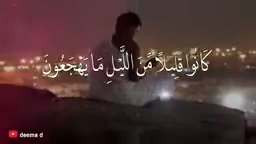 كَانُوا قَلِيلًا مِّنَ اللَّيْلِ مَا يَهْجَعُونَ
deema d